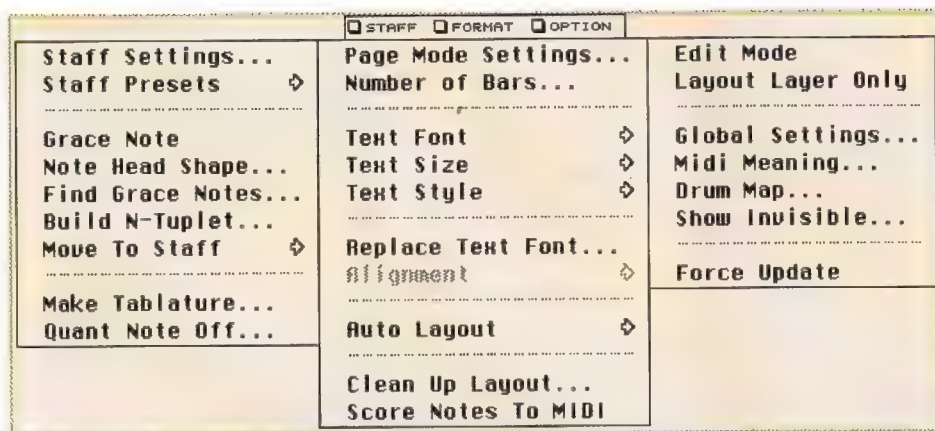 STAFF FORMAT OPTION
Staff Settings...
Staff Presets
Grace Note
Note Head Shape...
Find Grace Notes...
Build N-Tuplet...
Move To Staff
Make Tablature...
Quant Note Off...
Page Mode Settings...
Number of Bars...
Text Font
Text Size
Text Style
Replace Text Font...
Alignment
Auto Layout
Clean Up Layout...
Score Notes To MIDI
Edit Mode
Layout Layer Only
Global Settings...
Midi Meaning...
Drum Map...
Show Invisible...
Force Update